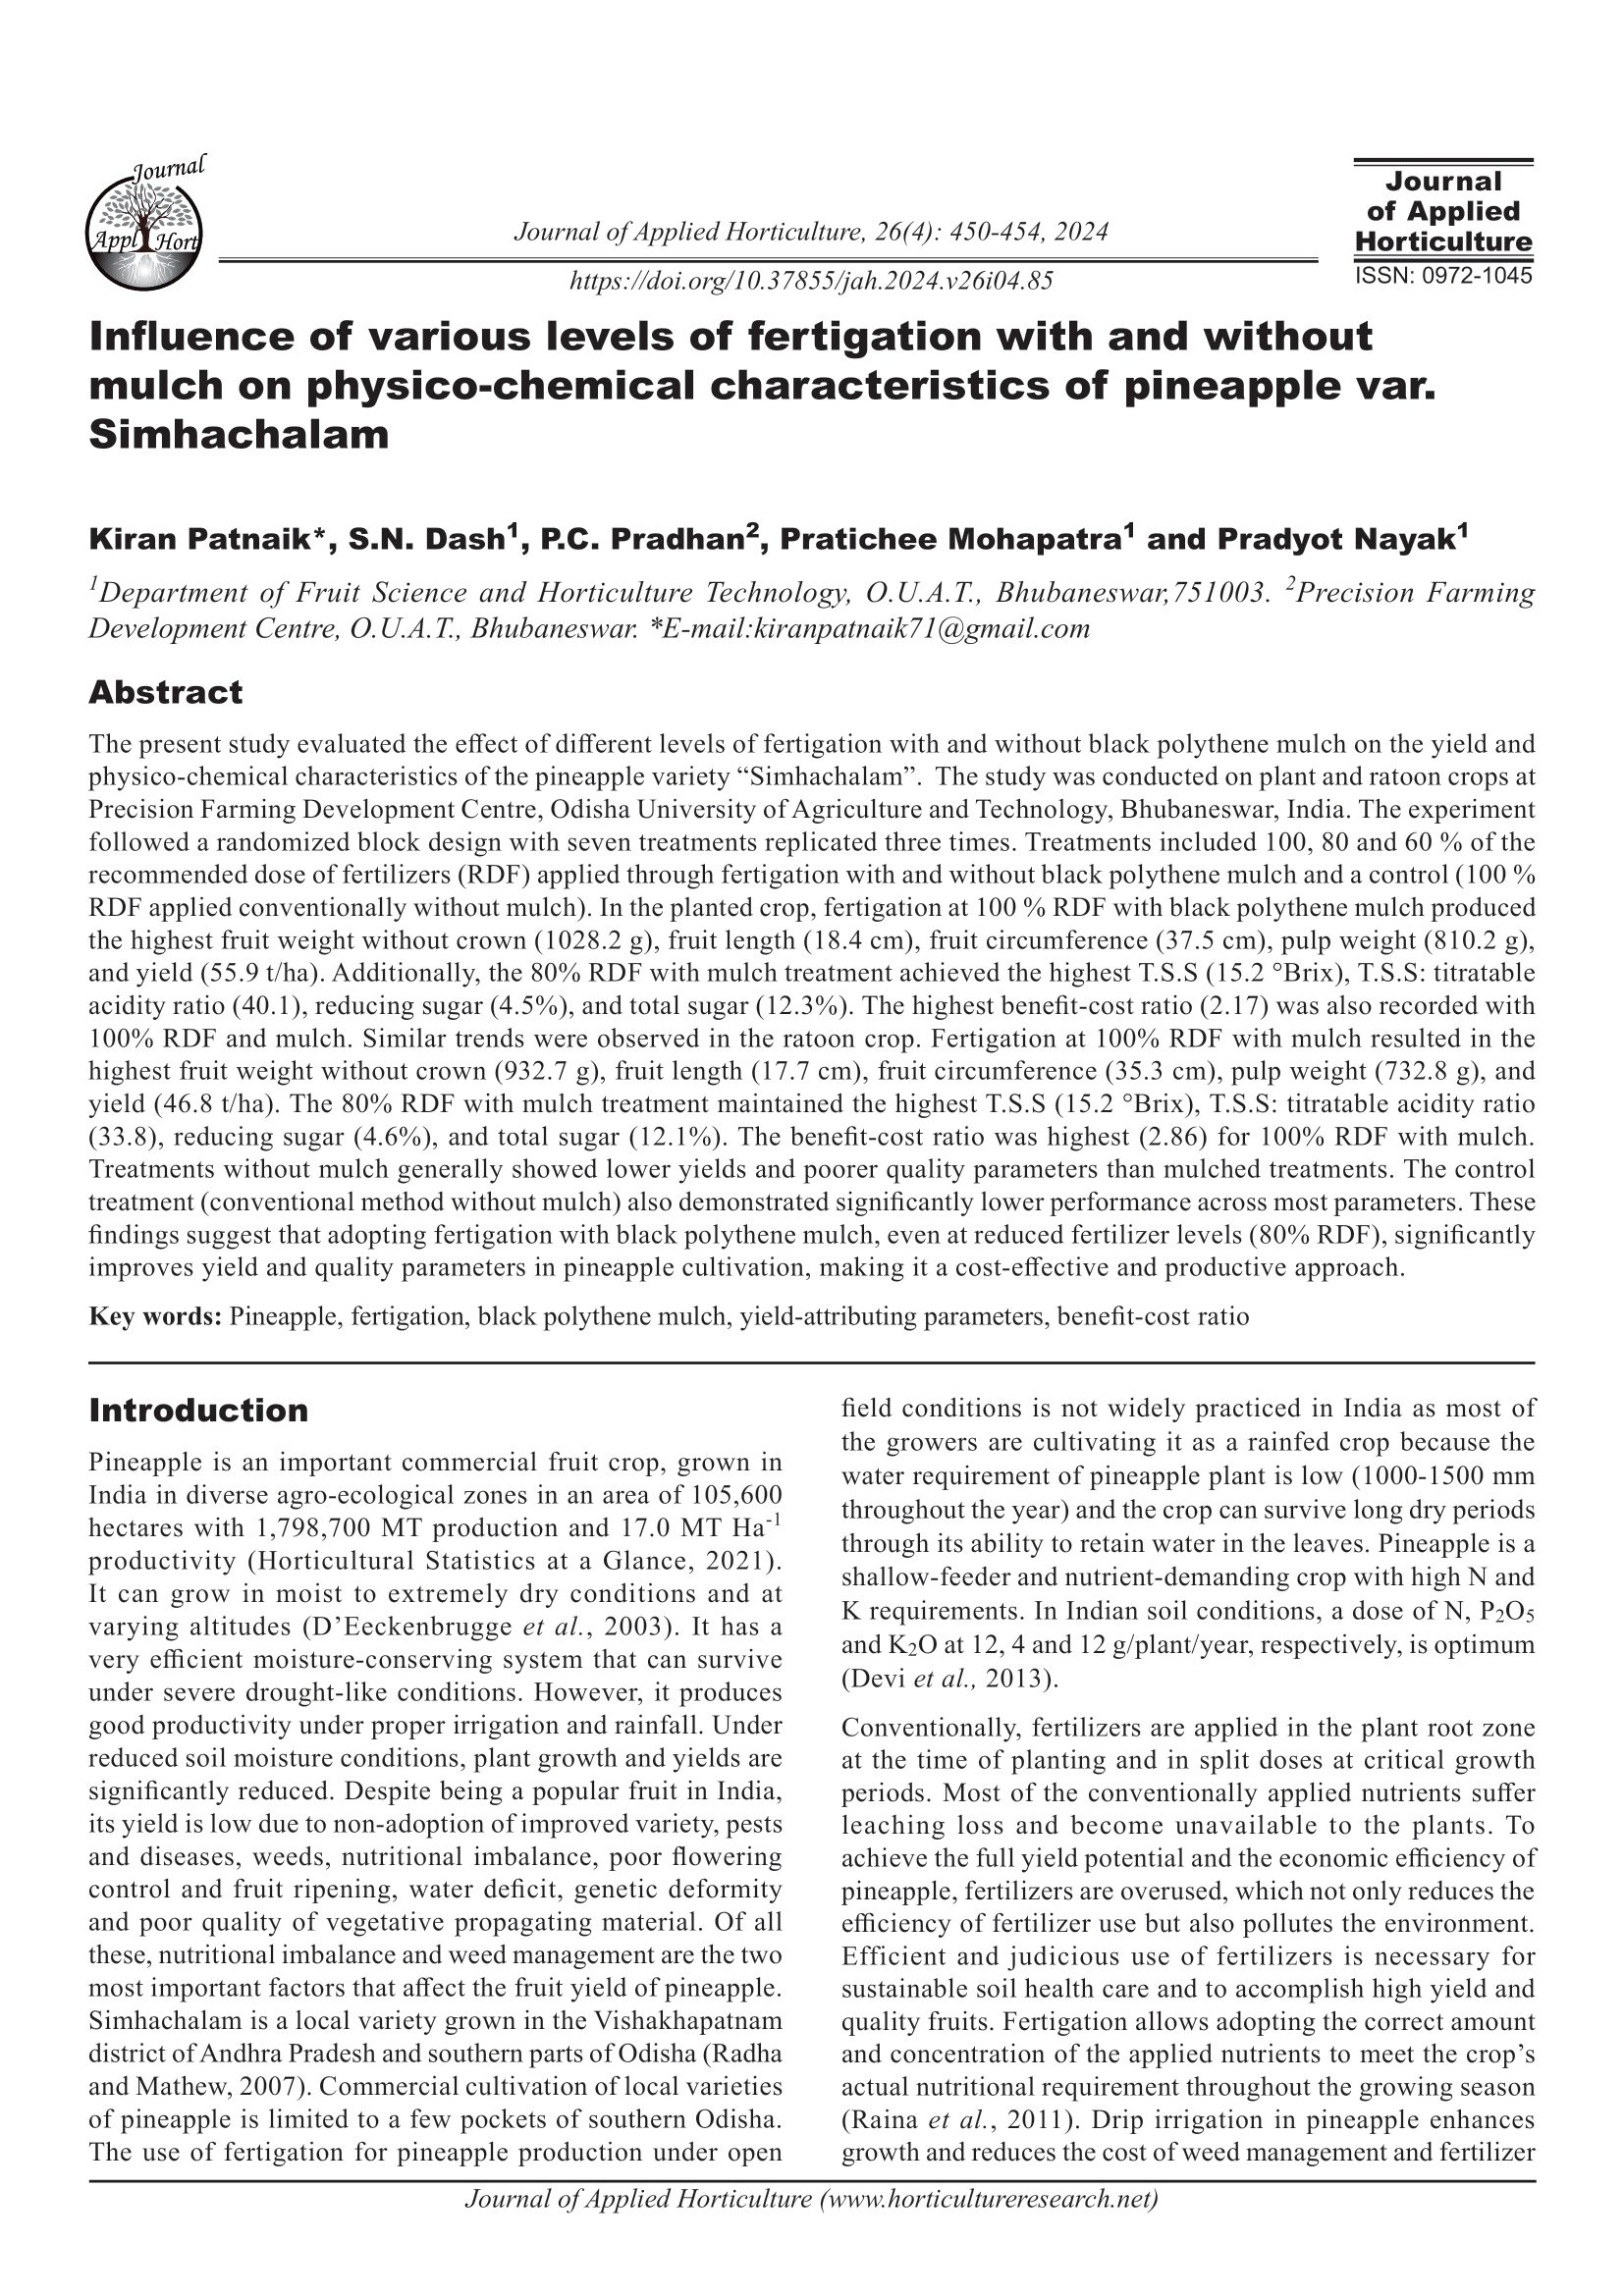 Journal
Appl Hort
Journal of Applied Horticulture, 26(4): 450-454, 2024
https://doi.org/10.37855/jah.2024.v26i04.85
Journal
of Applied
Horticulture
ISSN: 0972-1045
Influence of various levels of fertigation with and without
mulch on physico-chemical characteristics of pineapple var.
Simhachalam
Kiran Patnaik*, S.N. Dash1, P.C. Pradhan2, Pratichee Mohapatra1 and Pradyot Nayak1
1Department of Fruit Science and Horticulture Technology, O.U.A.T., Bhubaneswar,751003. 2Precision Farming
Development Centre, O.U.A.T., Bhubaneswar. *E-mail:kiranpatnaik71@gmail.com
Abstract
The present study evaluated the effect of different levels of fertigation with and without black polythene mulch on the yield and
physico-chemical characteristics of the pineapple variety “Simhachalam”. The study was conducted on plant and ratoon crops at
Precision Farming Development Centre, Odisha University of Agriculture and Technology, Bhubaneswar, India. The experiment
followed a randomized block design with seven treatments replicated three times. Treatments included 100, 80 and 60 % of the
recommended dose of fertilizers (RDF) applied through fertigation with and without black polythene mulch and a control (100 %
RDF applied conventionally without mulch). In the planted crop, fertigation at 100 % RDF with black polythene mulch produced
the highest fruit weight without crown (1028.2 g), fruit length (18.4 cm), fruit circumference (37.5 cm), pulp weight (810.2 g),
and yield (55.9 t/ha). Additionally, the 80% RDF with mulch treatment achieved the highest T.S.S (15.2 °Brix), T.S.S: titratable
acidity ratio (40.1), reducing sugar (4.5%), and total sugar (12.3%). The highest benefit-cost ratio (2.17) was also recorded with
100% RDF and mulch. Similar trends were observed in the ratoon crop. Fertigation at 100% RDF with mulch resulted in the
highest fruit weight without crown (932.7 g), fruit length (17.7 cm), fruit circumference (35.3 cm), pulp weight (732.8 g), and
yield (46.8 t/ha). The 80% RDF with mulch treatment maintained the highest T.S.S (15.2 °Brix), T.S.S: titratable acidity ratio
(33.8), reducing sugar (4.6%), and total sugar (12.1%). The benefit-cost ratio was highest (2.86) for 100% RDF with mulch.
Treatments without mulch generally showed lower yields and poorer quality parameters than mulched treatments. The control
treatment (conventional method without mulch) also demonstrated significantly lower performance across most parameters. These
findings suggest that adopting fertigation with black polythene mulch, even at reduced fertilizer levels (80% RDF), significantly
improves yield and quality parameters in pineapple cultivation, making it a cost-effective and productive approach.
Key words: Pineapple, fertigation, black polythene mulch, yield-attributing parameters, benefit-cost ratio
Introduction
Pineapple is an important commercial fruit crop, grown in
India in diverse agro-ecological zones in an area of 105,600
hectares with 1,798,700 MT production and 17.0 MT Ha-1
productivity (Horticultural Statistics at a Glance, 2021).
It can grow in moist to extremely dry conditions and at
varying altitudes (D’Eeckenbrugge et al., 2003). It has a
very efficient moisture-conserving system that can survive
under severe drought-like conditions. However, it produces
good productivity under proper irrigation and rainfall. Under
reduced soil moisture conditions, plant growth and yields are
significantly reduced. Despite being a popular fruit in India,
its yield is low due to non-adoption of improved variety, pests
and diseases, weeds, nutritional imbalance, poor flowering
control and fruit ripening, water deficit, genetic deformity
and poor quality of vegetative propagating material. Of all
these, nutritional imbalance and weed management are the two
most important factors that affect the fruit yield of pineapple.
Simhachalam is a local variety grown in the Vishakhapatnam
district of Andhra Pradesh and southern parts of Odisha (Radha
and Mathew, 2007). Commercial cultivation of local varieties
of pineapple is limited to a few pockets of southern Odisha.
The use of fertigation for pineapple production under open
field conditions is not widely practiced in India as most of
the growers are cultivating it as a rainfed crop because the
water requirement of pineapple plant is low (1000-1500 mm
throughout the year) and the crop can survive long dry periods
through its ability to retain water in the leaves. Pineapple is a
shallow-feeder and nutrient-demanding crop with high N and
K requirements. In Indian soil conditions, a dose of N, P2O5
and K2O at 12, 4 and 12 g/plant/year, respectively, is optimum
(Devi et al., 2013).
Conventionally, fertilizers are applied in the plant root zone
at the time of planting and in split doses at critical growth
periods. Most of the conventionally applied nutrients suffer
leaching loss and become unavailable to the plants. To
achieve the full yield potential and the economic efficiency of
pineapple, fertilizers are overused, which not only reduces the
efficiency of fertilizer use but also pollutes the environment.
Efficient and judicious use of fertilizers is necessary for
sustainable soil health care and to accomplish high yield and
quality fruits. Fertigation allows adopting the correct amount
and concentration of the applied nutrients to meet the crop’s
actual nutritional requirement throughout the growing season
(Raina et al., 2011). Drip irrigation in pineapple enhances
growth and reduces the cost of weed management and fertilizer
Journal of Applied Horticulture (www.horticultureresearch.net)